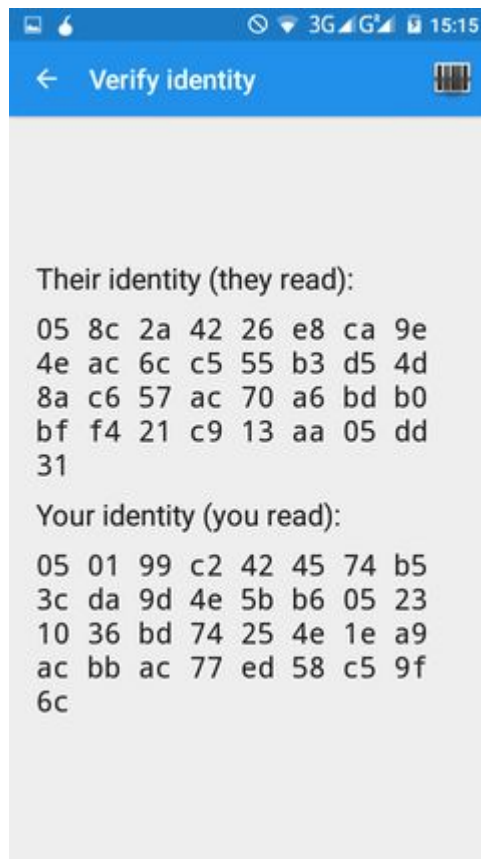 3G G 15:15
Verify identity
Their identity (they read):
05 8c 2a 42 26 e8 ca 9e
4e ac 6c c5 55 b3 d5 4d
8a c6 57 ac 70 a6 bd b0
bf f4 21 c9 13 aa 05 dd
31
Your identity (you read):
05 01 99 c2 42 45 74 b5
3c da 9d 4e 5b b6 05 23
10 36 bd 74 25 4e 1e a9
ac bb ac 77 ed 58 c5 9f
6c